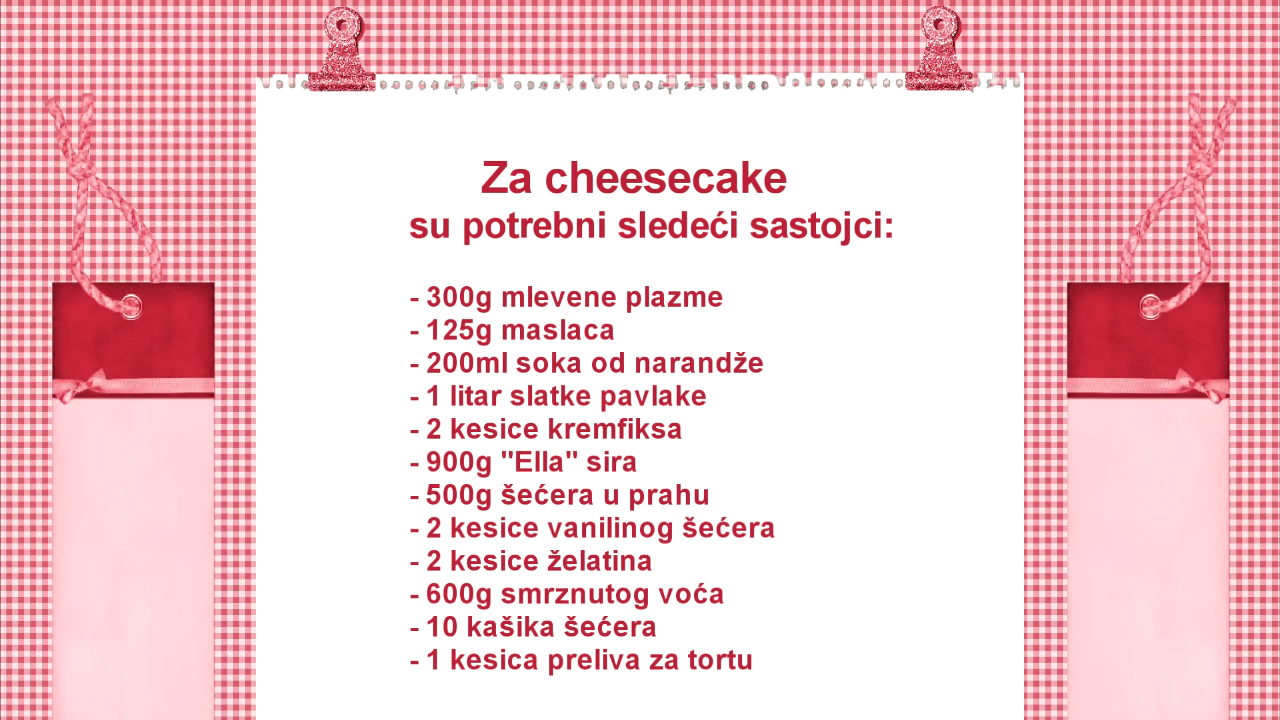 Za cheesecake
su potrebni sledeći sastojci:
- 300g mlevene plazme
- 125g maslaca
- 200ml soka od narandže
- 1 litar slatke pavlake
- 2 kesice kremfiksa
- 900g "Ella" sira
- 500g šećera u prahu
- 2 kesice vanilinog šećera
- 2 kesice želatina
- 600g smrznutog voća
- 10 kašika šećera
- 1 kesica preliva za tortu